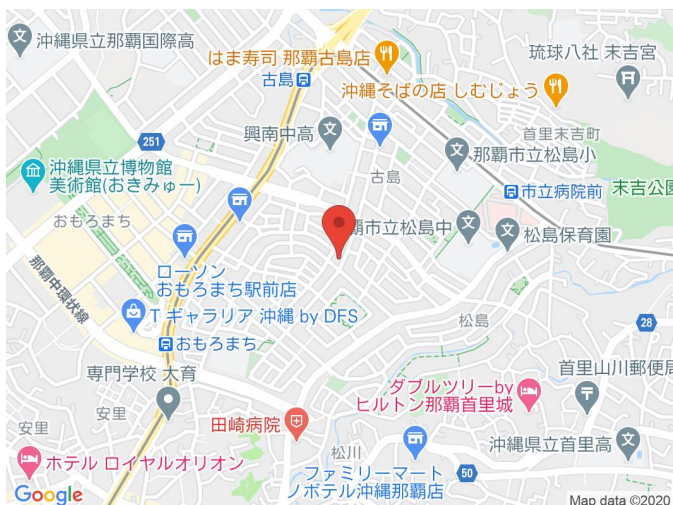 沖縄県立那覇国際高
はま寿司 那覇古島店
古島
沖縄そばの店 しむじょう
琉球八社 末吉宮
251
興南中高
首里末吉町
沖縄県立博物館
美術館(おきみゅー)
那覇市立松島小
古島
市立病院前
末吉公園
おもろまち
覇市立松島中
松島保育園
那覇中環状線
ローソン
おもろまち駅前店
T ギャラリア 沖縄 by DFS
松島
28
おもろまち
首里山川郵便局
専門学校 大育
ダブルツリーby
ヒルトン那覇首里城
安里
安里
田崎病院
沖縄県立首里高
松川
ホテル ロイヤルオリオン
ファミリーマート
ノボテル沖縄那覇店
50
Google
Map data ©2020